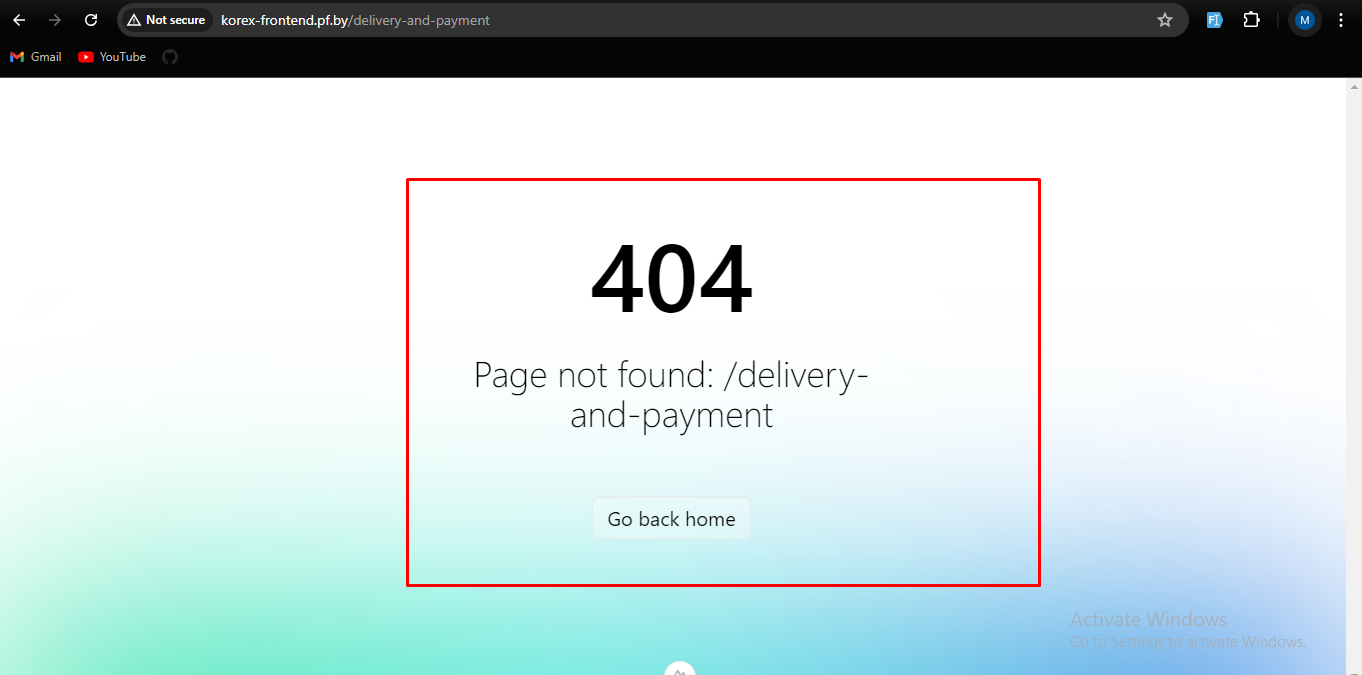 Not secure korex-frontend.pf.by/delivery-and-payment
M
Gmail YouTube
404
Page not found: /delivery-
and-payment
Go back home
Activate Windows
Go to Settings to activate Windows.